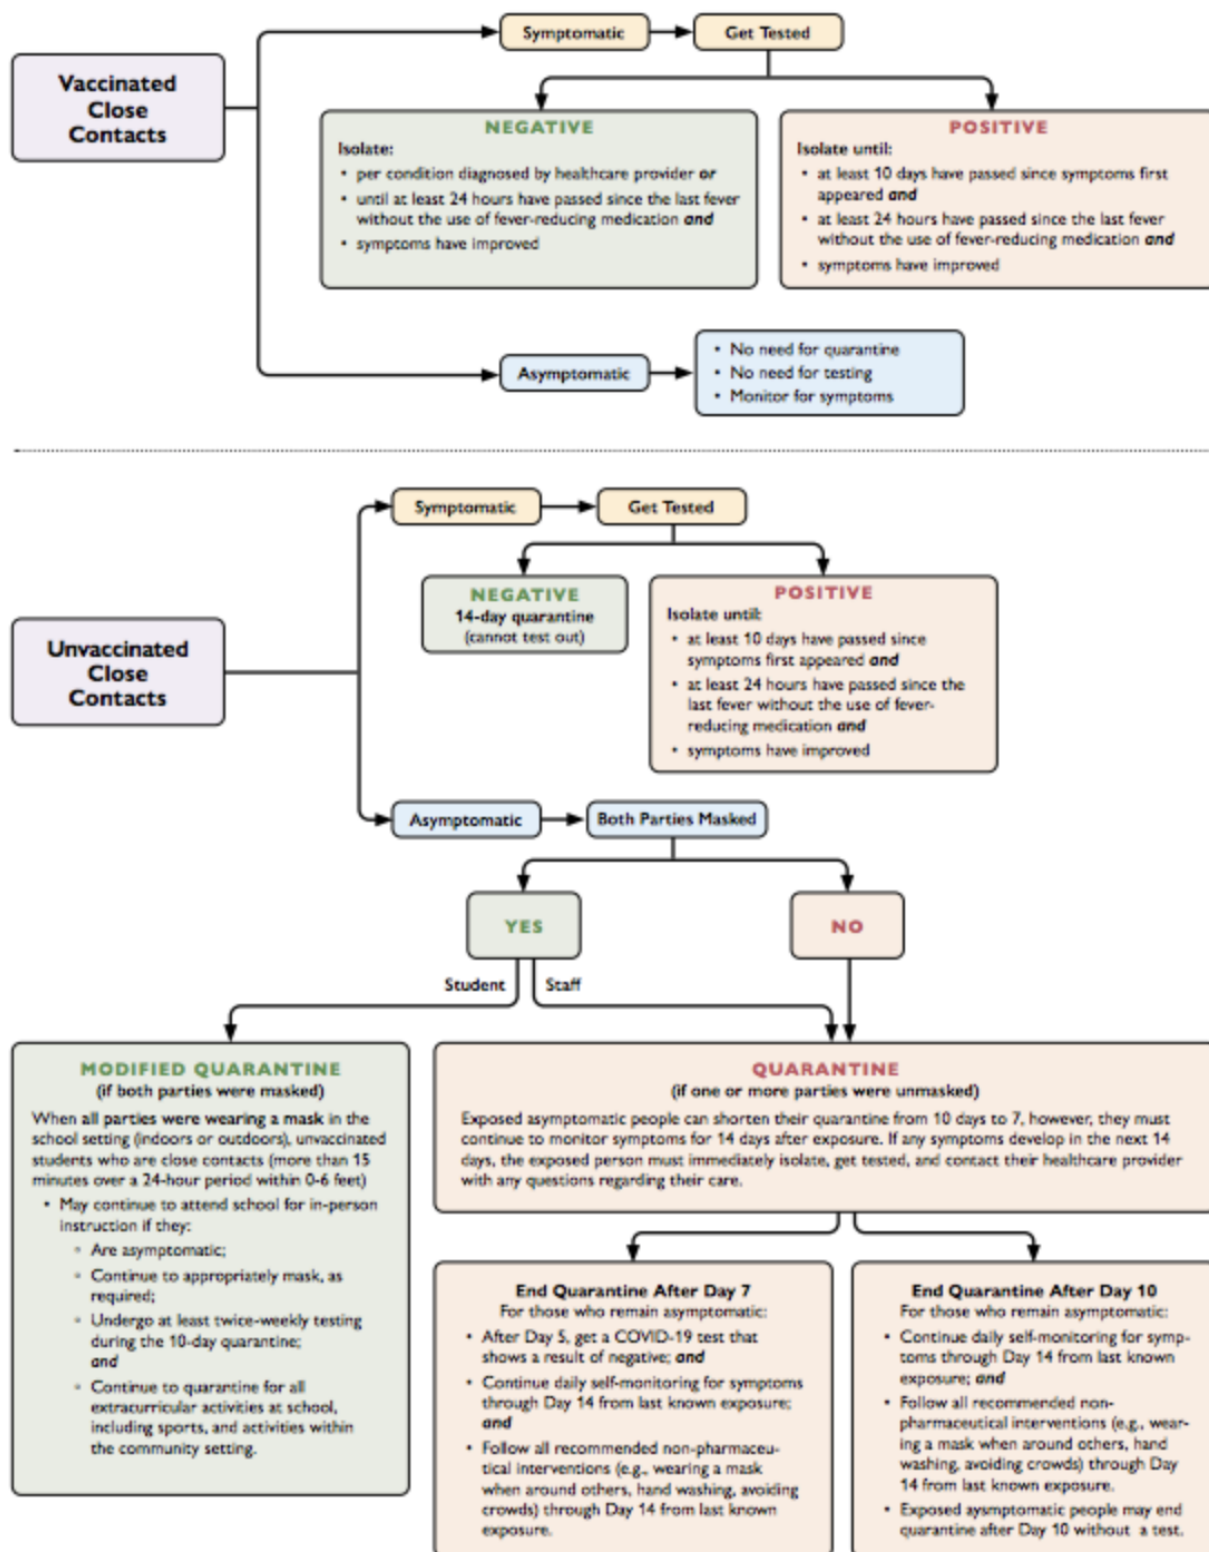 Symptomatic
Get Tested
Vaccinated
Close
Contacts
NEGATIVE
Isolate:
• per condition diagnosed by healthcare provider or
• until at least 24 hours have passed since the last fever
without the use of fever-reducing medication and
• symptoms have improved
POSITIVE
Isolate until:
• at least 10 days have passed since symptoms first
appeared and
• at least 24 hours have passed since the last fever
without the use of fever-reducing medication and
• symptoms have improved
Asymptomatic
• No need for quarantine
• No need for testing
• Monitor for symptoms
Symptomatic
Get Tested
NEGATIVE
14-day quarantine
(cannot test out)
POSITIVE
Isolate until:
• at least 10 days have passed since
symptoms first appeared and
• at least 24 hours have passed since the
last fever without the use of fever-
reducing medication and
• symptoms have improved
Unvaccinated
Close
Contacts
Asymptomatic
Both Parties Masked
YES
NO
Student
Staff
MODIFIED QUARANTINE
(if both parties were masked)
When all parties were wearing a mask in the
school setting (indoors or outdoors), unvaccinated
students who are close contacts (more than 15
minutes over a 24-hour period within 0-6 feet)
• May continue to attend school for in-person
instruction if they:
◦ Are asymptomatic;
◦ Continue to appropriately mask, as
required;
◦ Undergo at least twice-weekly testing
during the 10-day quarantine;
and
◦ Continue to quarantine for all
extracurricular activities at school,
including sports, and activities within
the community setting.
QUARANTINE
(if one or more parties were unmasked)
Exposed asymptomatic people can shorten their quarantine from 10 days to 7, however, they must
continue to monitor symptoms for 14 days after exposure. If any symptoms develop in the next 14
days, the exposed person must immediately isolate, get tested, and contact their healthcare provider
with any questions regarding their care.
End Quarantine After Day 7
For those who remain asymptomatic:
• After Day 5, get a COVID-19 test that
shows a result of negative; and
• Continue daily self-monitoring for symptoms
through Day 14 from last known exposure;
and
• Follow all recommended non-pharmaceu-
tical interventions (e.g., wearing a mask
when around others, hand washing, avoiding
crowds) through Day 14 from last known
exposure.
End Quarantine After Day 10
For those who remain asymptomatic:
• Continue daily self-monitoring for symp-
toms through Day 14 from last known
exposure; and
• Follow all recommended non-
pharmaceutical interventions (e.g., wear-
ing a mask when around others, hand
washing, avoiding crowds) through Day
14 from last known exposure.
• Exposed aysmptomatic people may end
quarantine after Day 10 without a test.